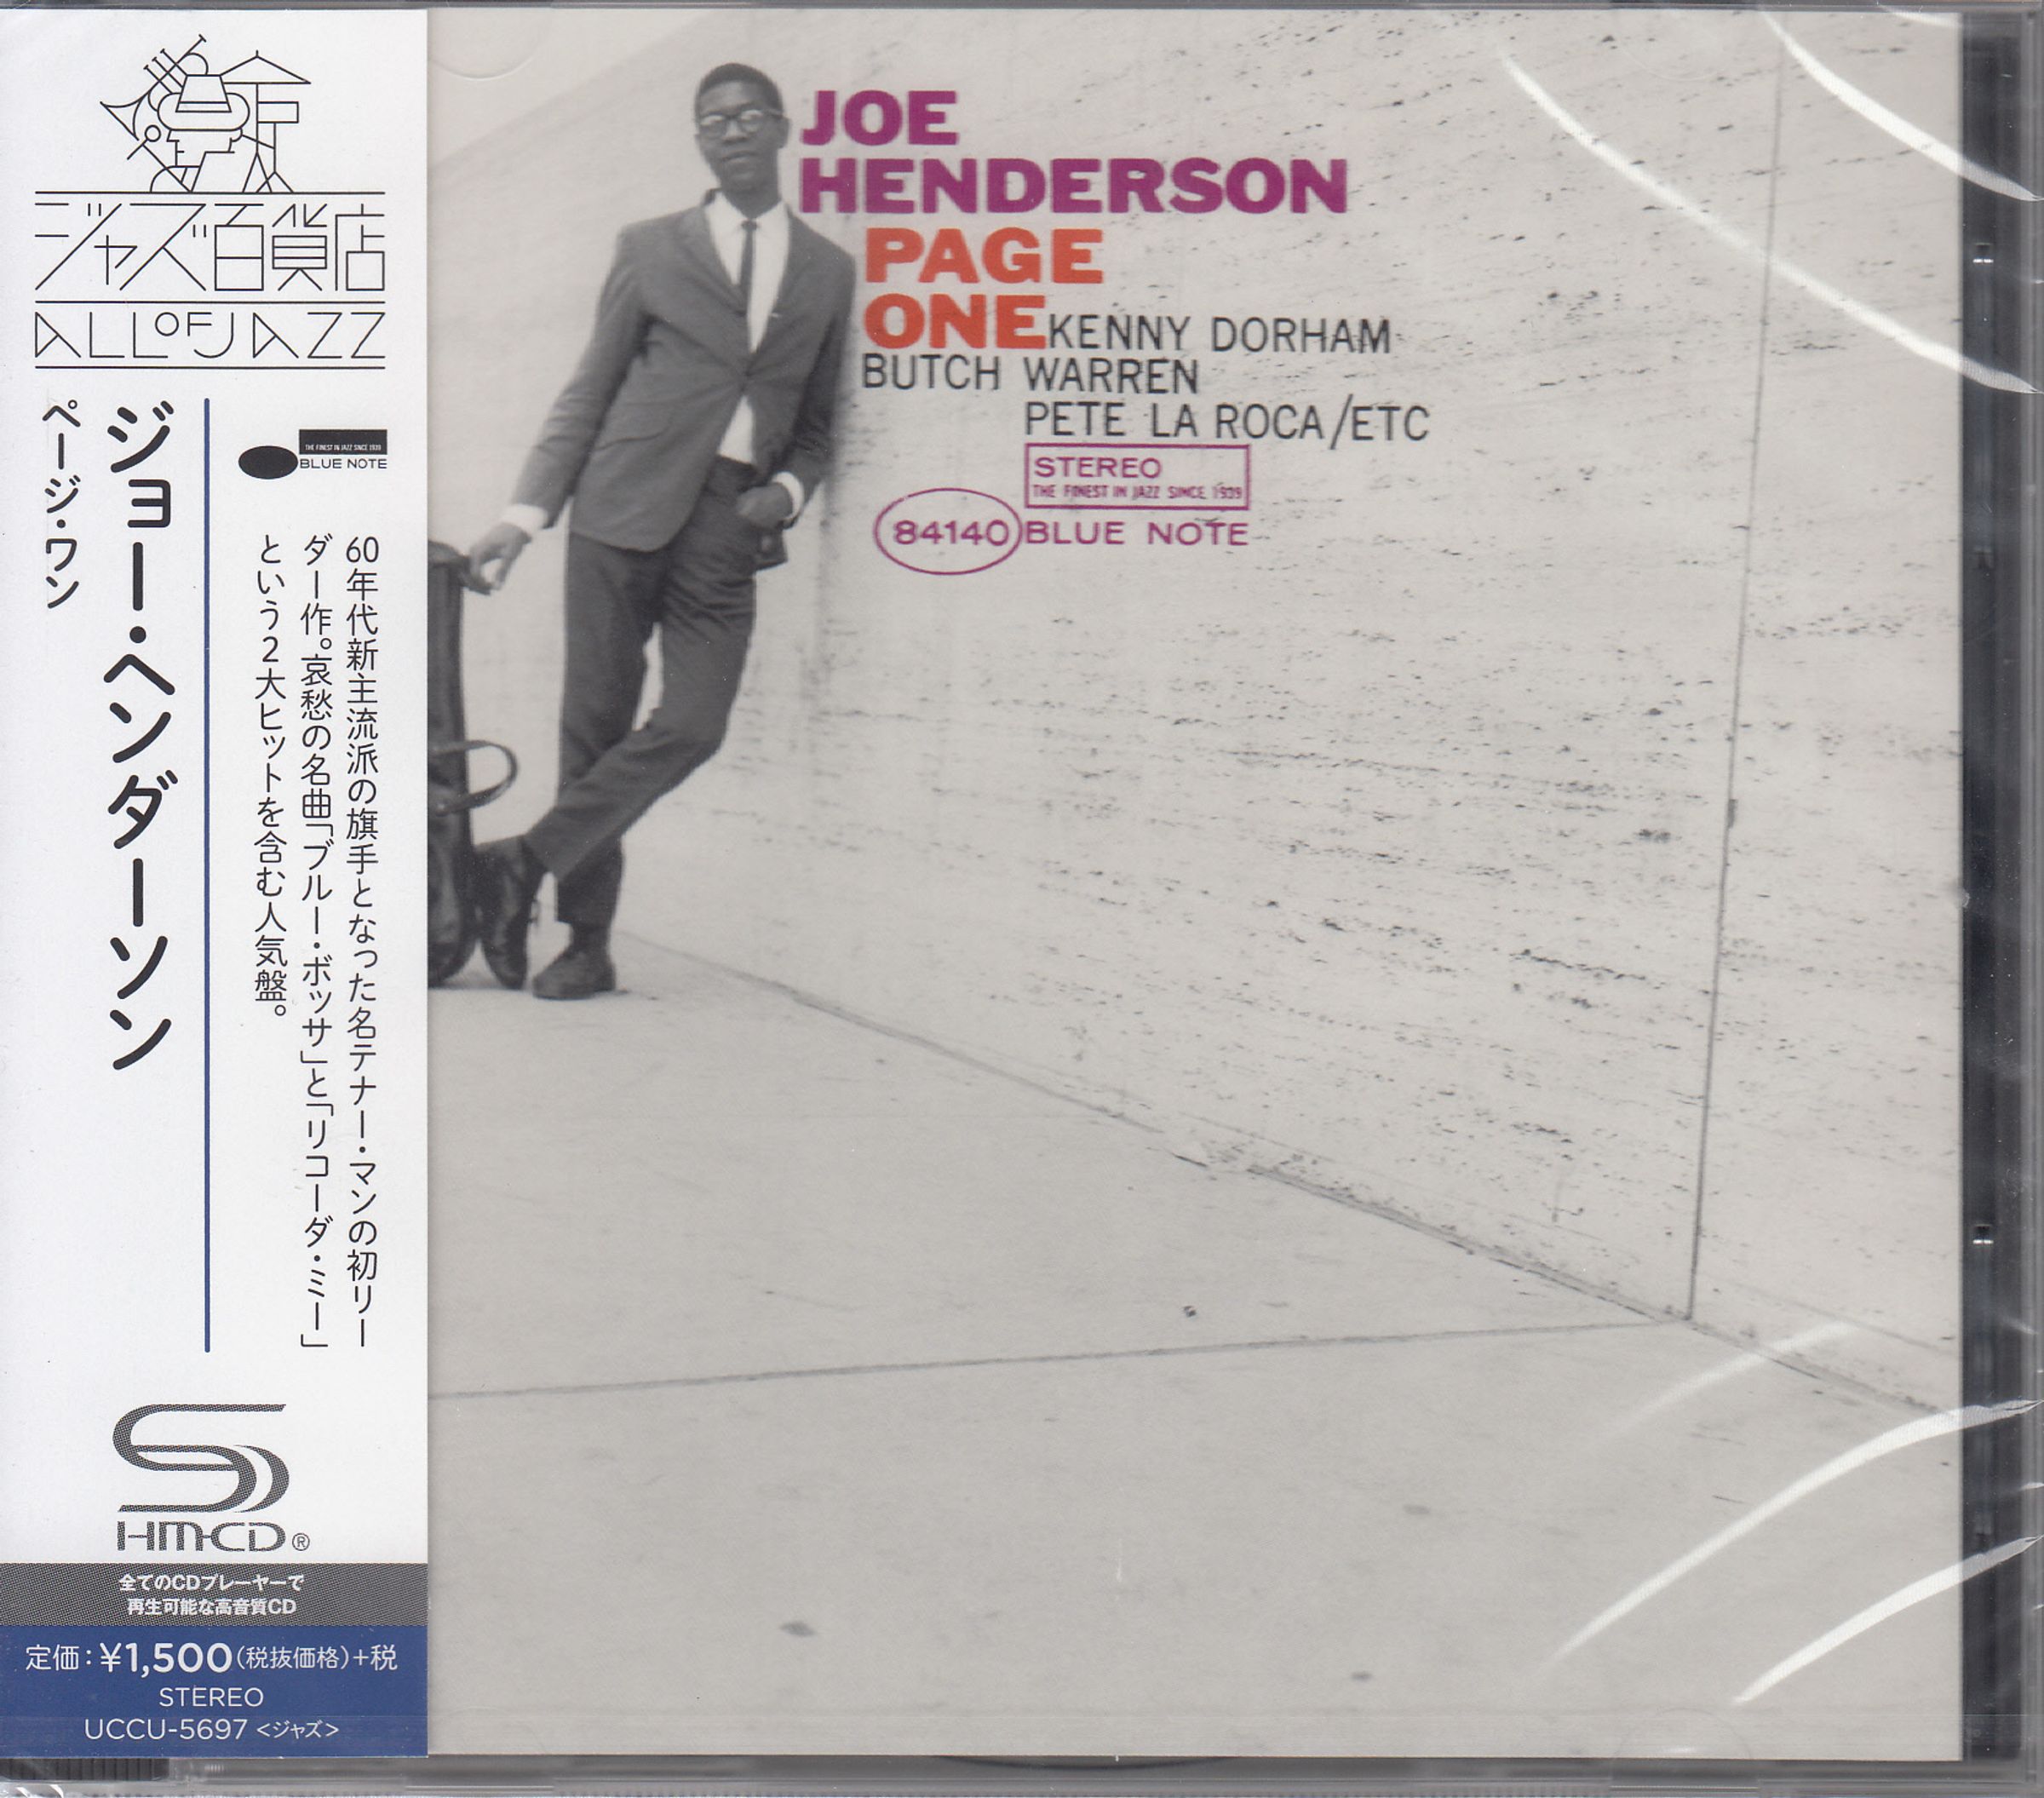 ジャズ百貨店
ALL OF JAZZ
ジョー・ヘンダーソン
ページ・ワン
THE FINEST IN JAZZ SINCE 1939
BLUE NOTE
60年代新主流派の旗手となった名テナー・マンの初リー
ダー作。哀愁の名曲「ブルー・ボッサ」と「リコーダ・ミー」
という2大ヒットを含む人気盤。
HM-CD®
全てのCDプレーヤーで
再生可能な高音質CD
定価:¥1,500(税抜価格)+税
STEREO
UCCU-5697 <ジャズ>
JOE
HENDERSON
PAGE
ONE KENNY DORHAM
BUTCH WARREN
PETE LA ROCA/ETC
STEREO
THE FINEST IN JAZZ SINCE 1939
84140 BLUE NOTE